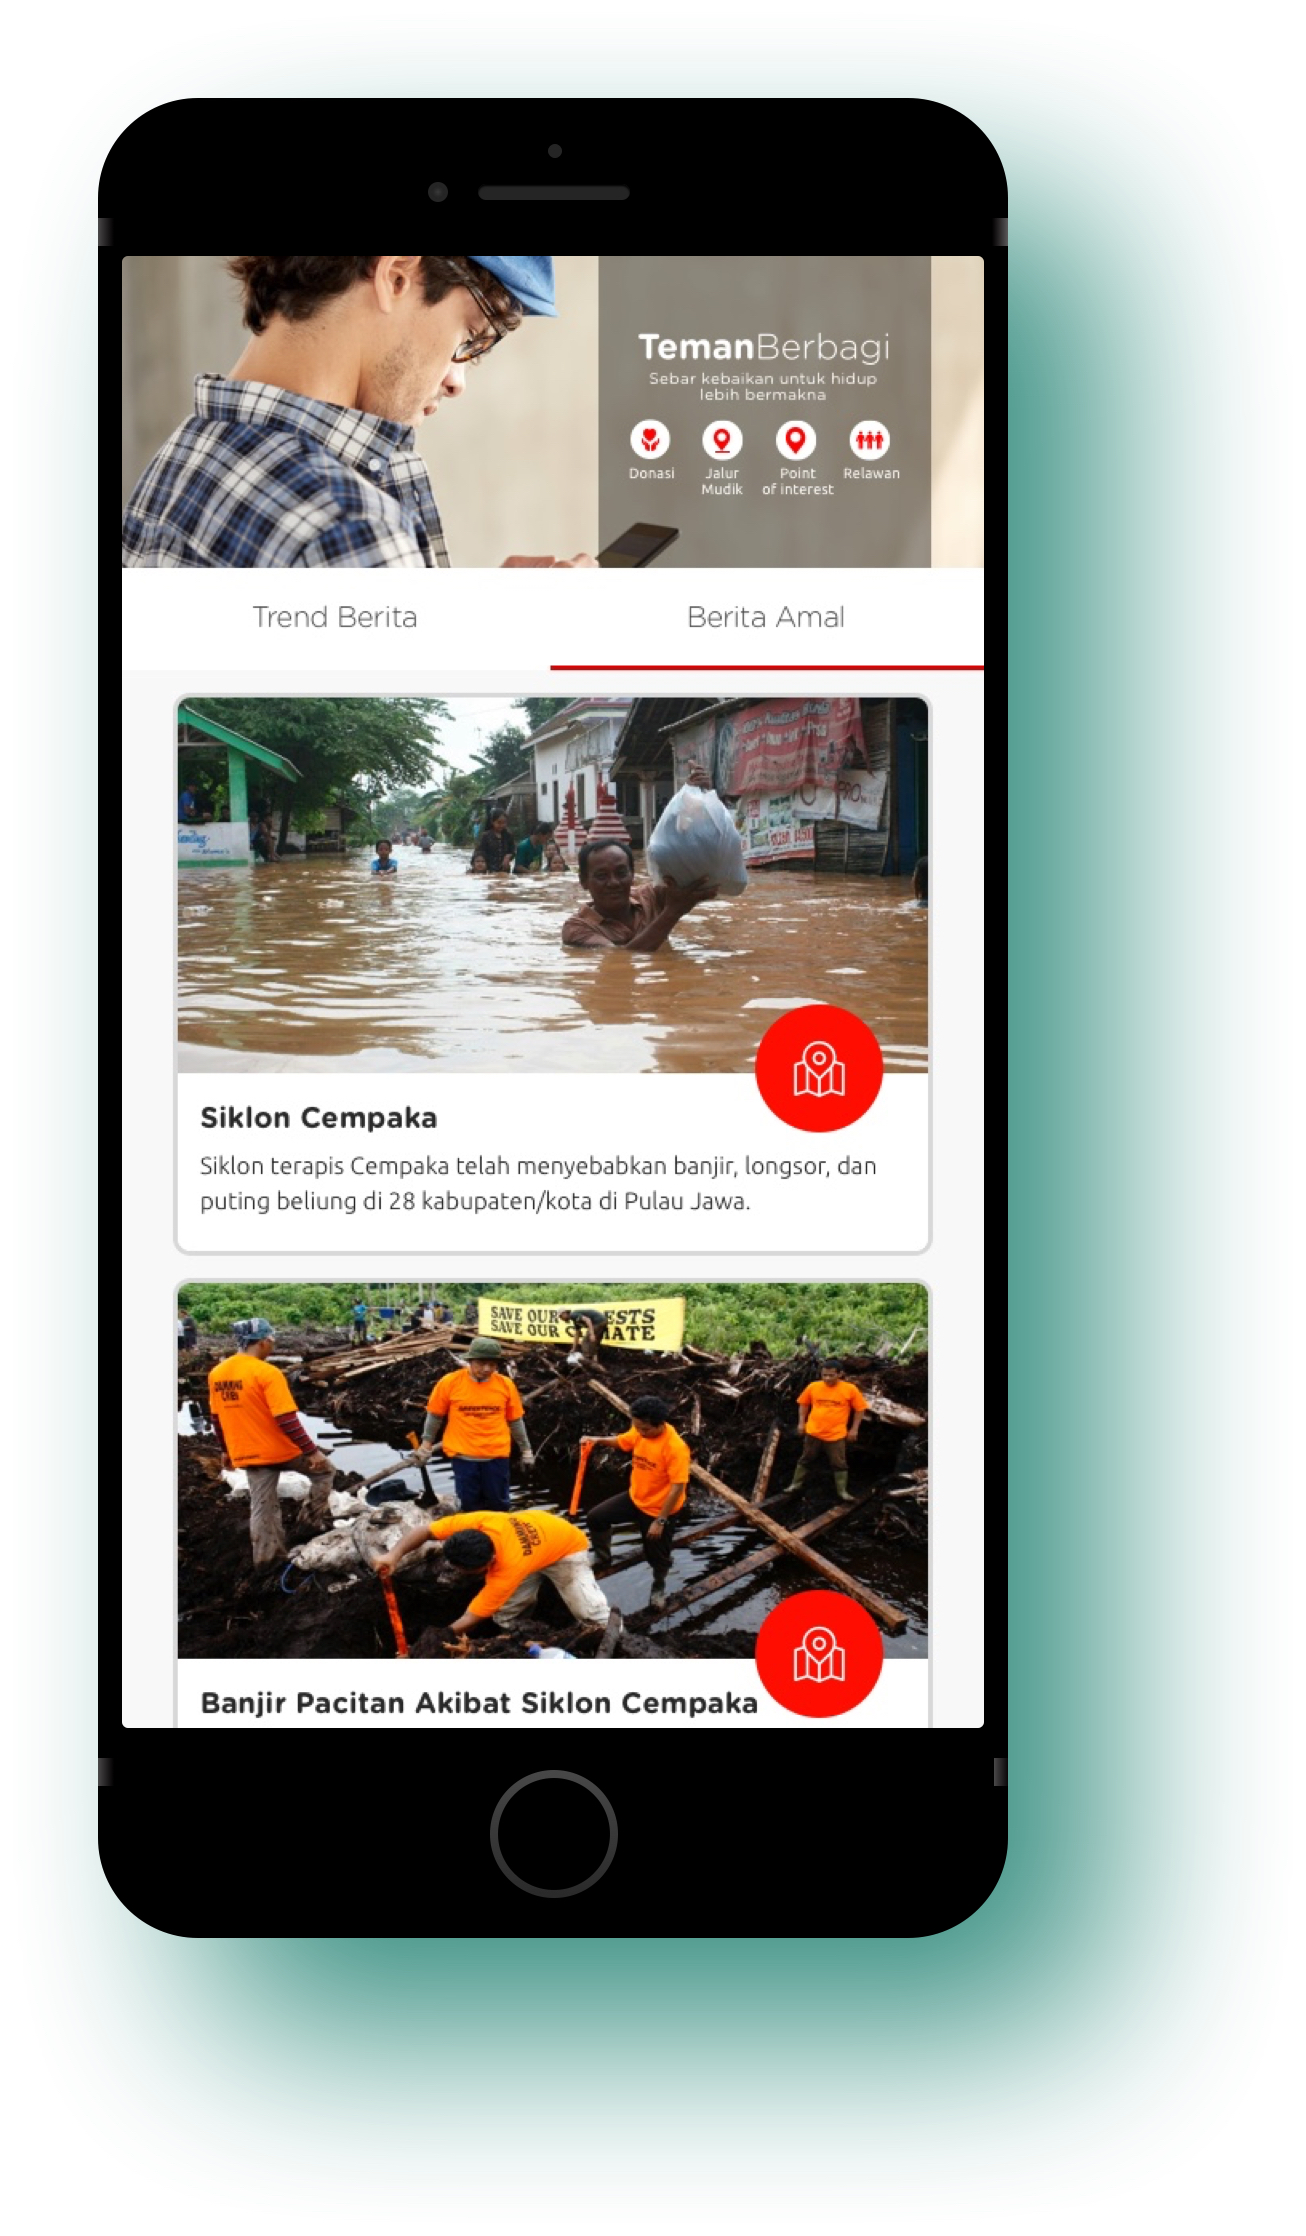 TemanBerbagi
Sebar kebaikan untuk hidup
lebih bermakna
Donasi
Jalur
Mudik
Point
of interest
Relawan
Trend Berita
Berita Amal
Siklon Cempaka
Siklon terapis Cempaka telah menyebabkan banjir, longsor, dan
puting beliung di 28 kabupaten/kota di Pulau Jawa.
SAVE OUR ESTS
SAVE OUR ATE
DAMMING
CREW
Banjir Pacitan Akibat Siklon Cempaka